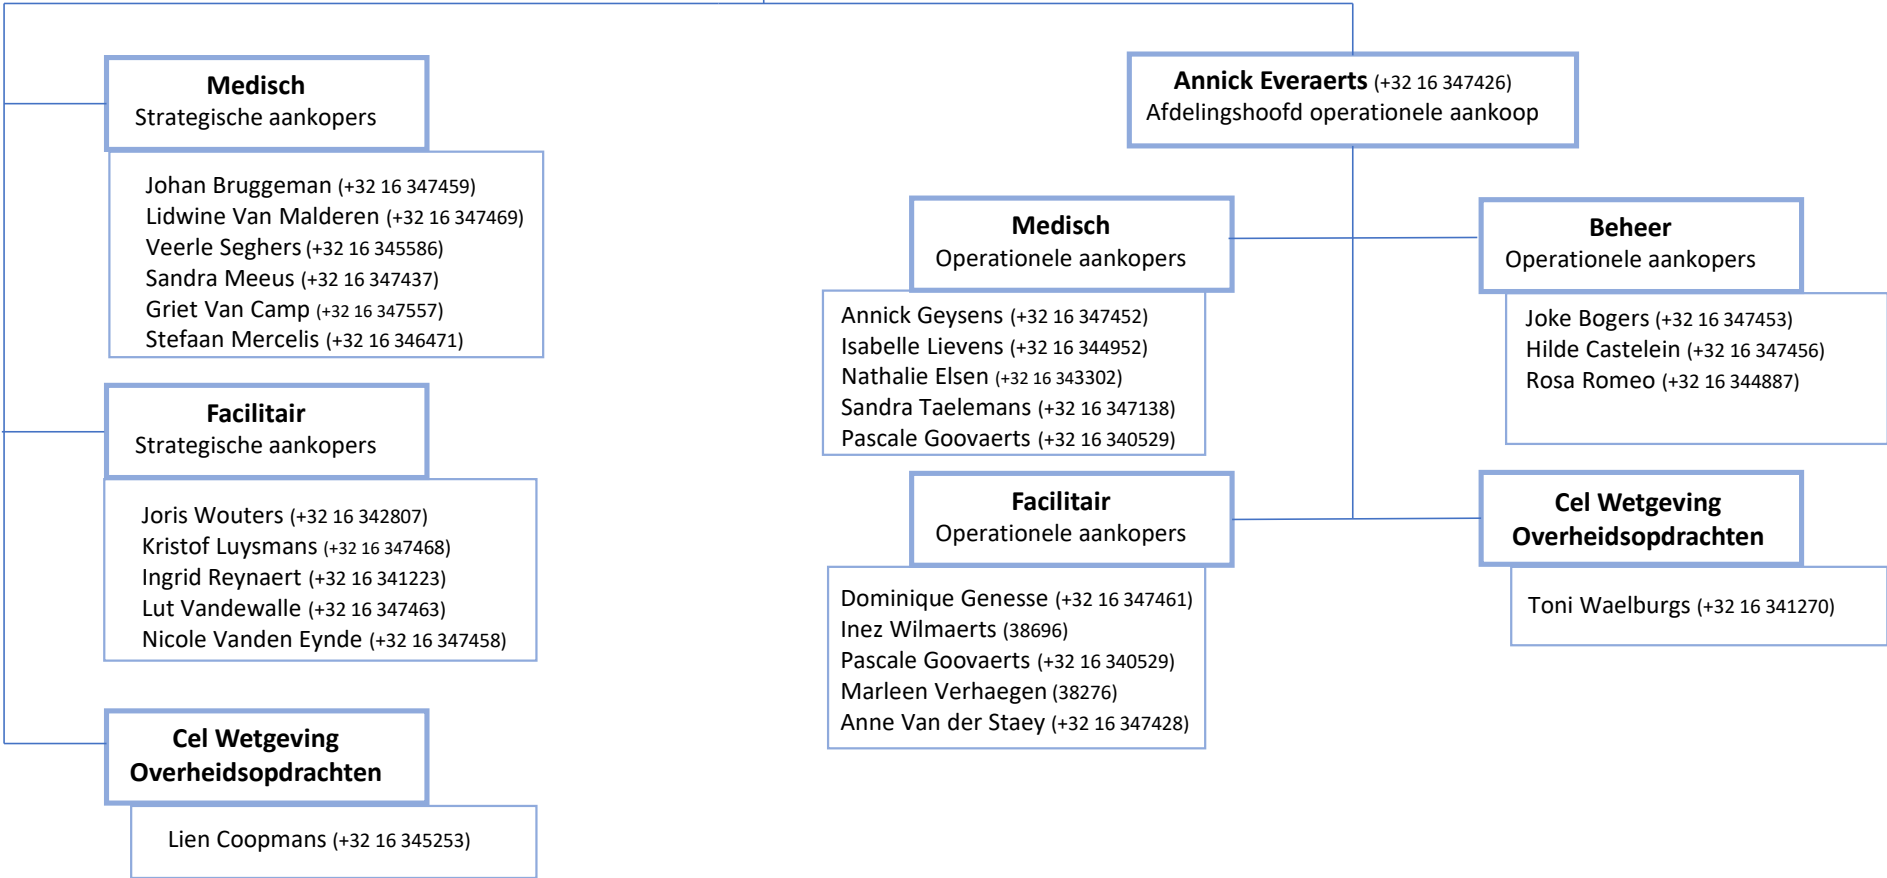 Medisch
Strategische aankopers
Johan Bruggeman (+32 16 347459)
Lidwine Van Malderen (+32 16 347469)
Veerle Seghers (+32 16 345586)
Sandra Meeus (+32 16 347437)
Griet Van Camp (+32 16 347557)
Stefaan Mercelis (+32 16 346471)
Facilitair
Strategische aankopers
Joris Wouters (+32 16 342807)
Kristof Luysmans (+32 16 347468)
Ingrid Reynaert (+32 16 341223)
Lut Vandewalle (+32 16 347463)
Nicole Vanden Eynde (+32 16 347458)
Cel Wetgeving
Overheidsopdrachten
Lien Coopmans (+32 16 345253)
Annick Everaerts (+32 16 347426)
Afdelingshoofd operationele aankoop
Medisch
Operationele aankopers
Annick Geysens (+32 16 347452)
Isabelle Lievens (+32 16 344952)
Nathalie Elsen (+32 16 343302)
Sandra Taelemans (+32 16 347138)
Pascale Goovaerts (+32 16 340529)
Facilitair
Operationele aankopers
Dominique Genesse (+32 16 347461)
Inez Wilmaerts (38696)
Pascale Goovaerts (+32 16 340529)
Marleen Verhaegen (38276)
Anne Van der Staey (+32 16 347428)
Beheer
Operationele aankopers
Joke Bogers (+32 16 347453)
Hilde Castelein (+32 16 347456)
Rosa Romeo (+32 16 344887)
Cel Wetgeving
Overheidsopdrachten
Toni Waelburgs (+32 16 341270)